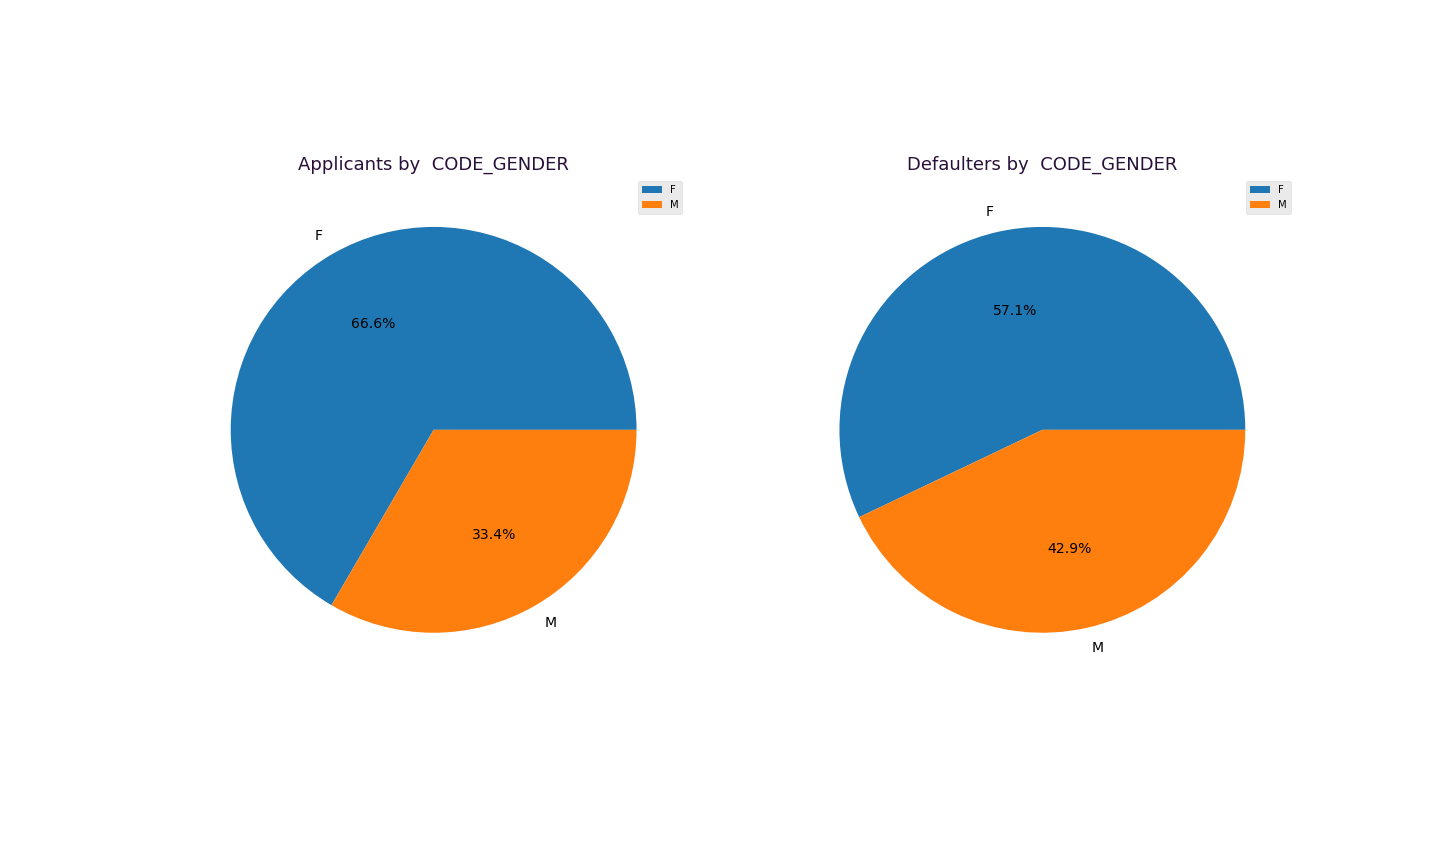 Applicants by  CODE_GENDER
F
M
F
66.6%
33.4%
M
Defaulters by  CODE_GENDER
F
M
F
57.1%
42.9%
M